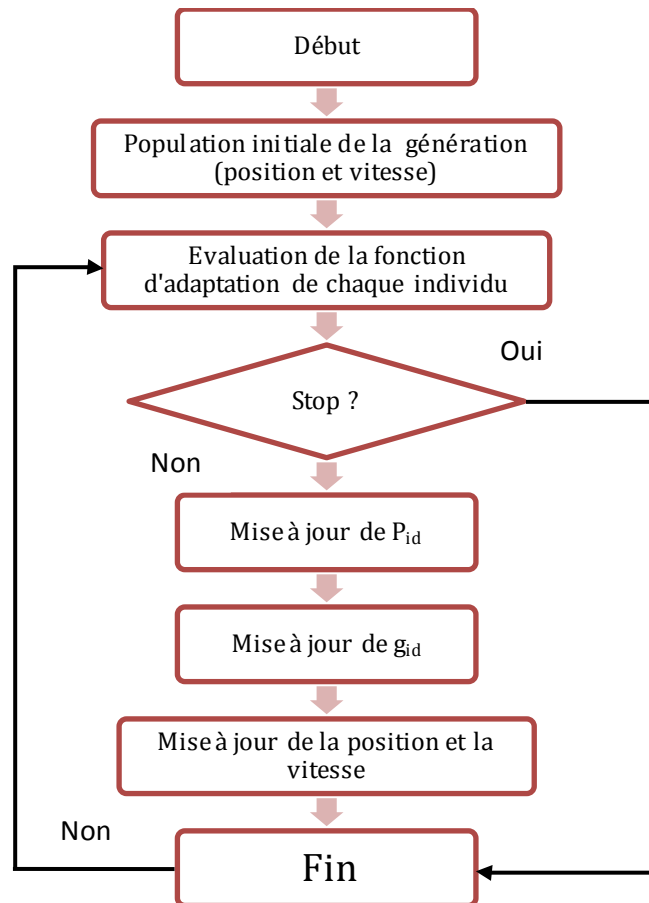 Début
Population initiale de la génération
(position et vitesse)
Evaluation de la fonction
d'adaptation de chaque individu
Oui
Stop ?
Non
Mise à jour de Pid
Mise à jour de gid
Mise à jour de la position et la
vitesse
Non
Fin